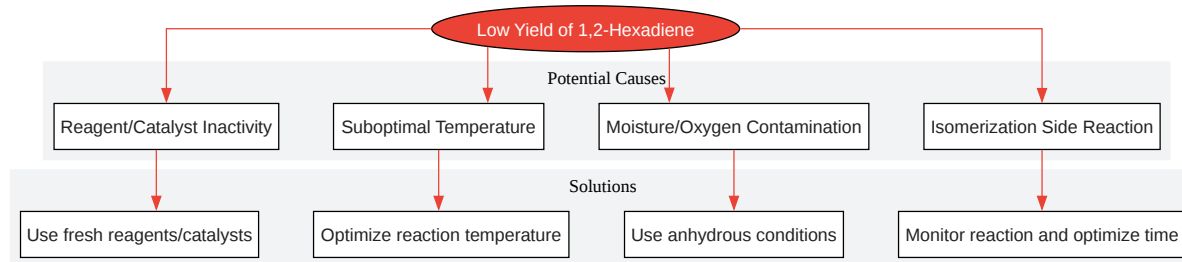 Low Yield of 1,2-Hexadiene
Potential Causes
Reagent/Catalyst Inactivity
Suboptimal Temperature
Moisture/Oxygen Contamination
Isomerization Side Reaction
Solutions
Use fresh reagents/catalysts
Optimize reaction temperature
Use anhydrous conditions
Monitor reaction and optimize time